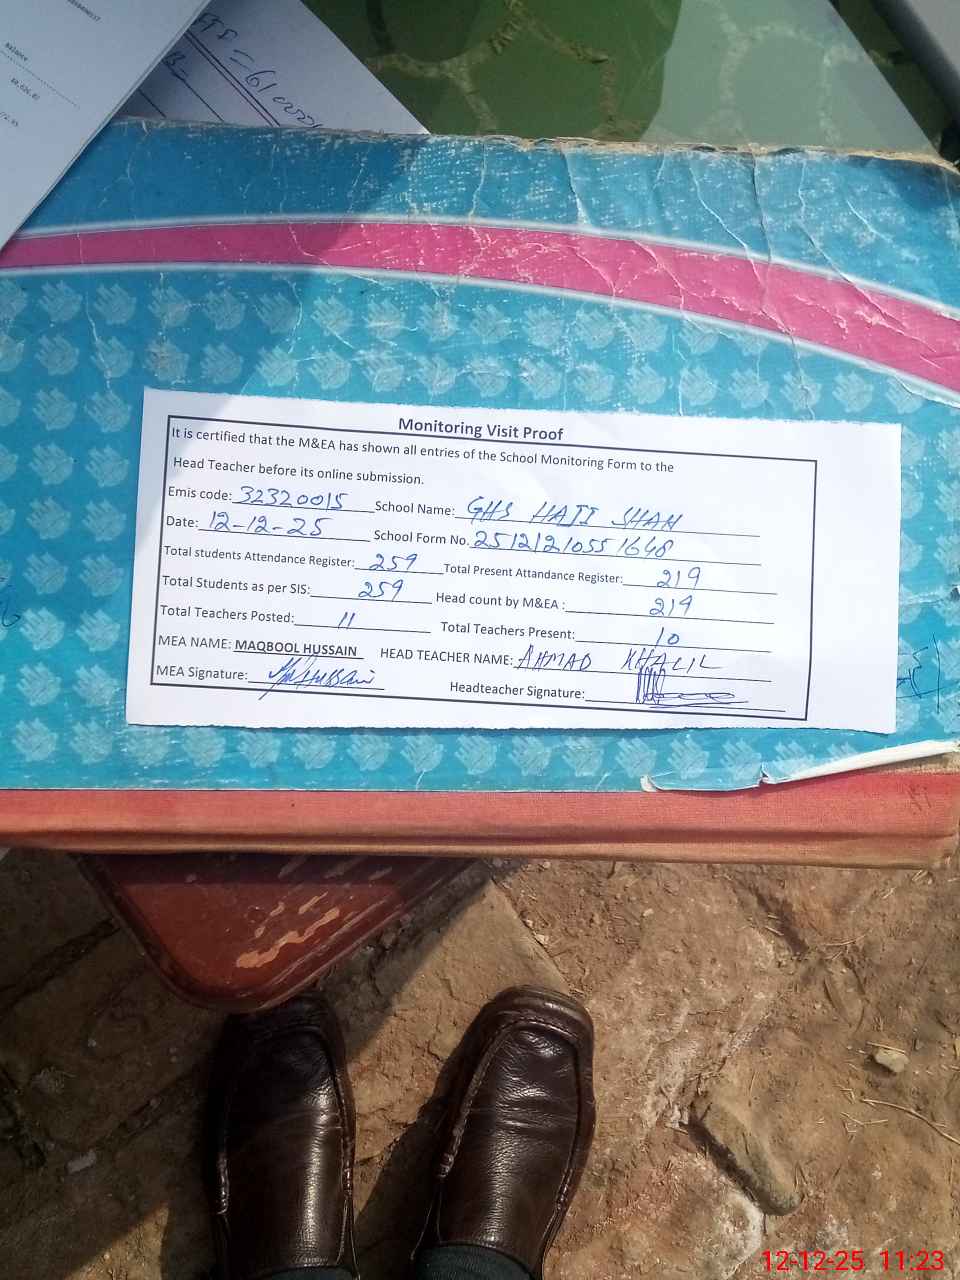 Balance
Monitoring Visit Proof
It is certified that the M&EA has shown all entries of the School Monitoring Form to the
Head Teacher before its online submission.
Emis code: 32320015 School Name: GHS HAJI SHAH
Date: 12-12-25 School Form No. 25121210551648
Total students Attendance Register: 259 Total Present Attandance Register: 219
Total Students as per SIS: 259 Head count by M&EA : 219
Total Teachers Posted: 11 Total Teachers Present: 10
MEA NAME: MAQBOOL HUSSAIN HEAD TEACHER NAME: AHMAD KHALIL
MEA Signature: Hussain Headteacher Signature:
12-12-25 11:23